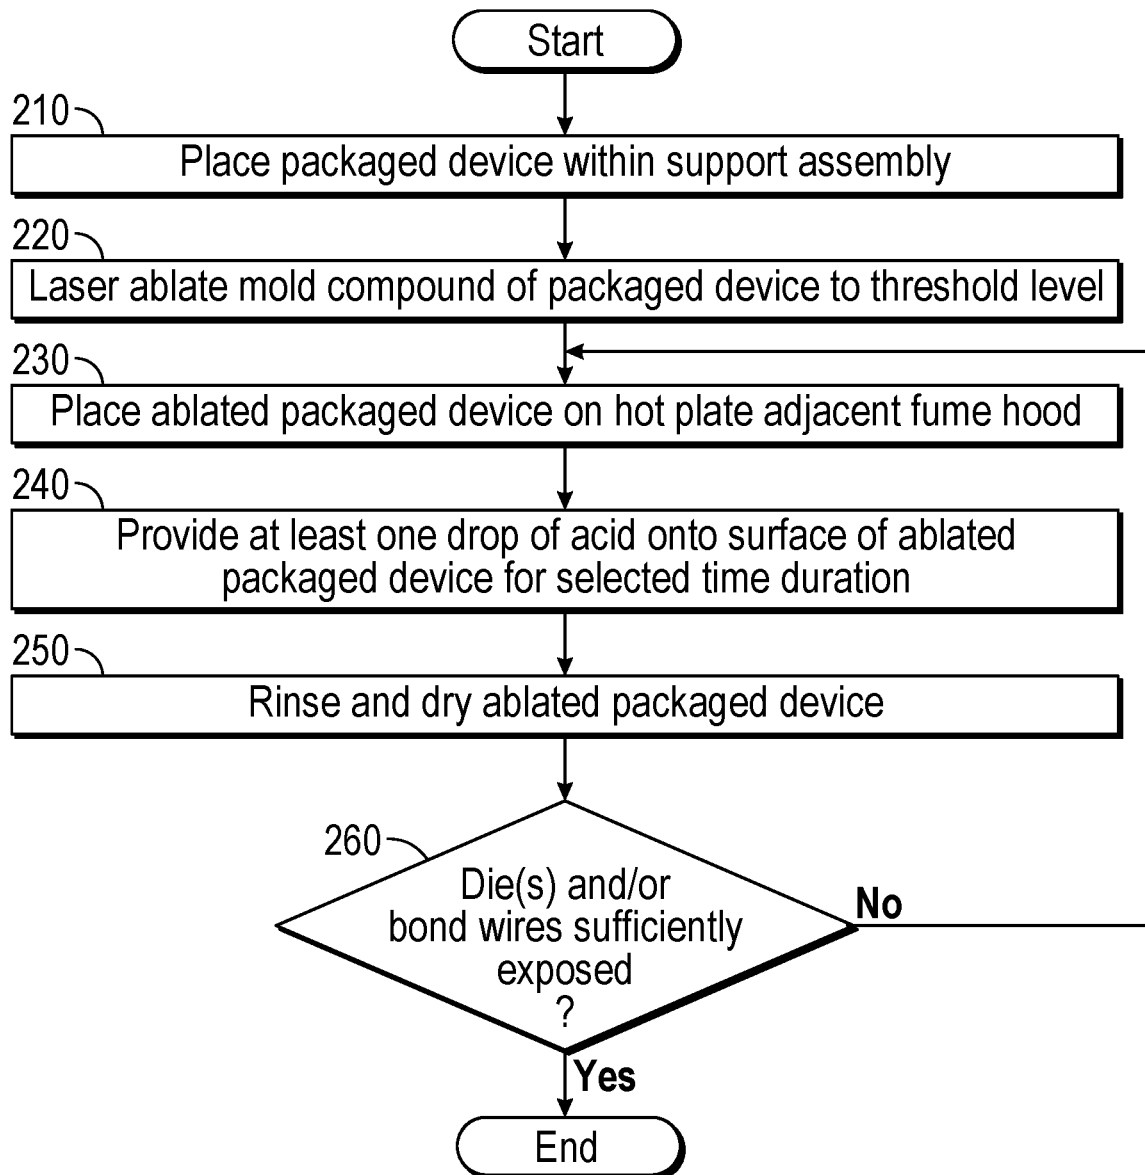 Start
210
Place packaged device within support assembly
220
Laser ablate mold compound of packaged device to threshold level
230
Place ablated packaged device on hot plate adjacent fume hood
240
Provide at least one drop of acid onto surface of ablated
packaged device for selected time duration
250
Rinse and dry ablated packaged device
260
Die(s) and/or
bond wires sufficiently
exposed
?
No
Yes
End